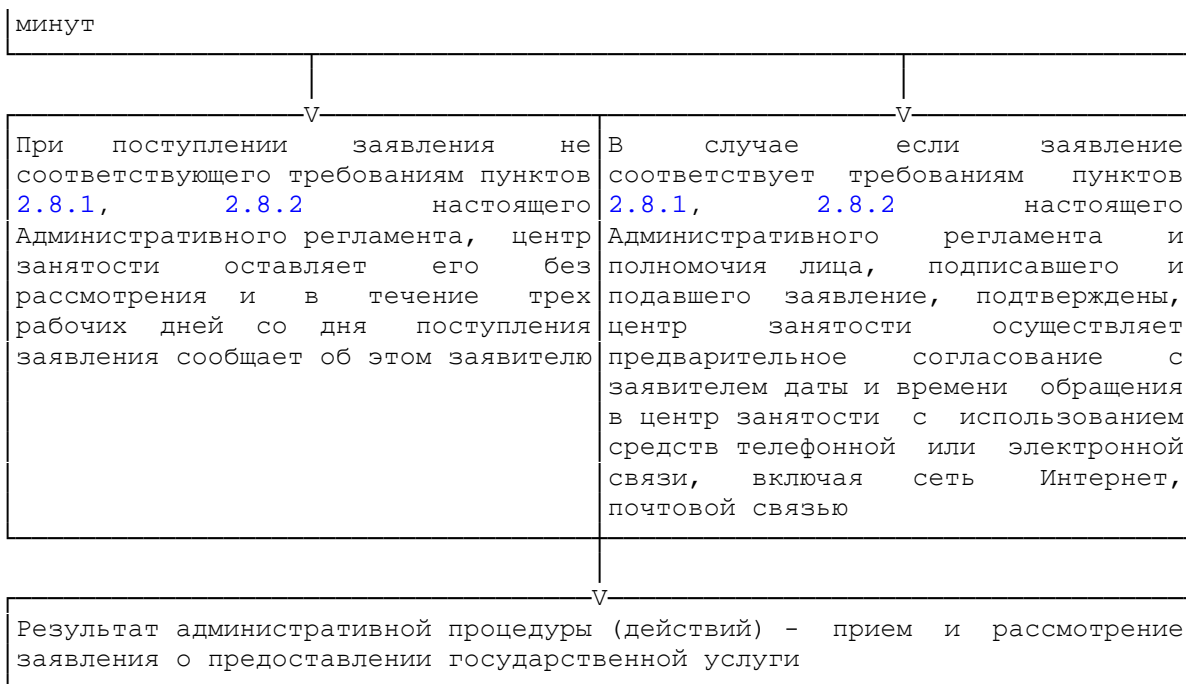 минут
При поступлении заявления не
соответствующего требованиям пунктов
2.8.1, 2.8.2 настоящего
Административного регламента, центр
занятости оставляет его без
рассмотрения и в течение трех
рабочих дней со дня поступления
заявления сообщает об этом заявителю
В случае если заявление
соответствует требованиям пунктов
2.8.1, 2.8.2 настоящего
Административного регламента и
полномочия лица, подписавшего и
подавшего заявление, подтверждены,
центр занятости осуществляет
предварительное согласование с
заявителем даты и времени обращения
в центр занятости с использованием
средств телефонной или электронной
связи, включая сеть Интернет,
почтовой связью
Результат административной процедуры (действий) - прием и рассмотрение
заявления о предоставлении государственной услуги